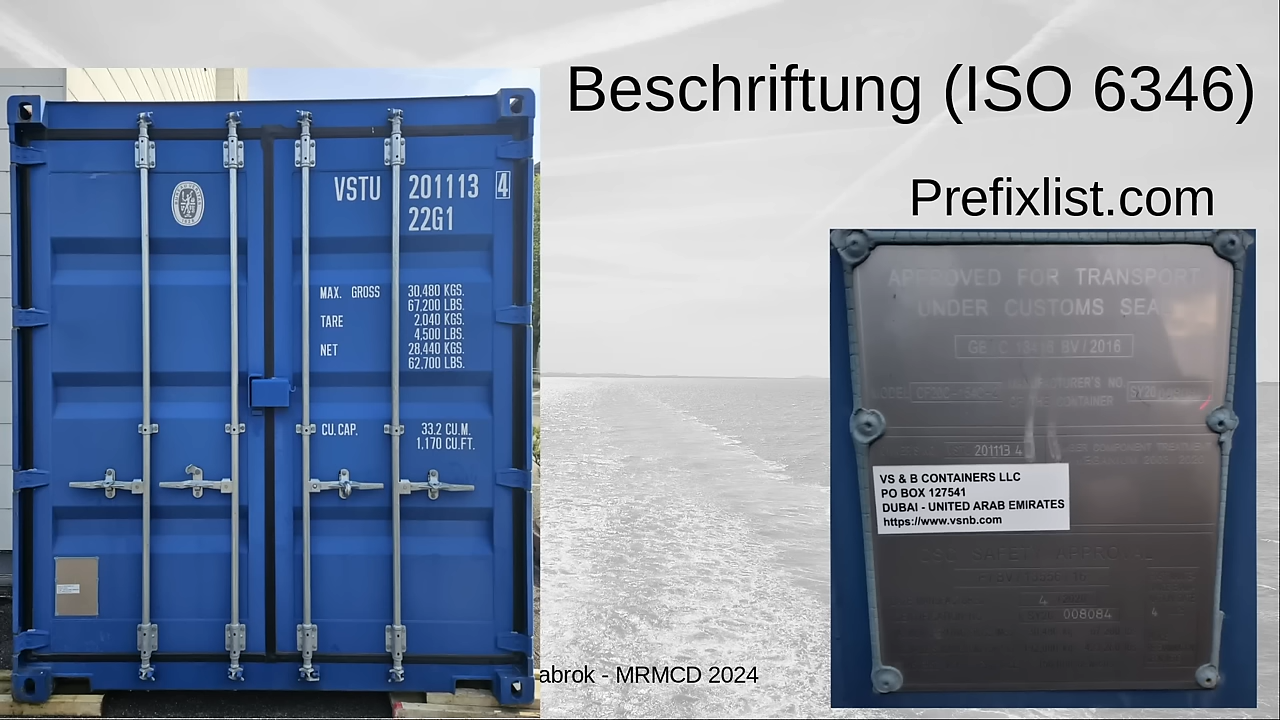 Beschriftung (ISO 6346)
Prefixlist.com
VSTU 201113 4
22G1
MAX. GROSS 30,480 KGS.
67,200 LBS.
TARE 2,040 KGS.
4,500 LBS.
NET 28,440 KGS.
62,700 LBS.
CU.CAP. 33.2 CU.M.
1,170 CU.FT.
APPROVED FOR TRANSPORT
UNDER CUSTOMS SEAL
BV / 2016
MANUFACTURER'S NO.
OF THE CONTAINER
201113 4
VS & B CONTAINERS LLC
PO BOX 127541
DUBAI - UNITED ARAB EMIRATES
https://www.vsnb.com
CSC SAFETY APPROVAL
008084 4
abrok - MRMCD 2024